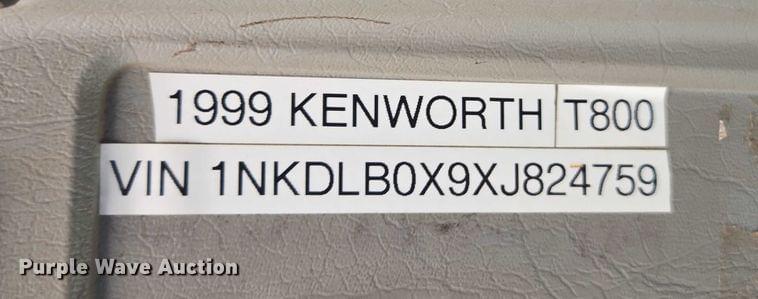 1999 KENWORTH T800
VIN 1NKDLB0X9XJ824759
Purple Wave Auction